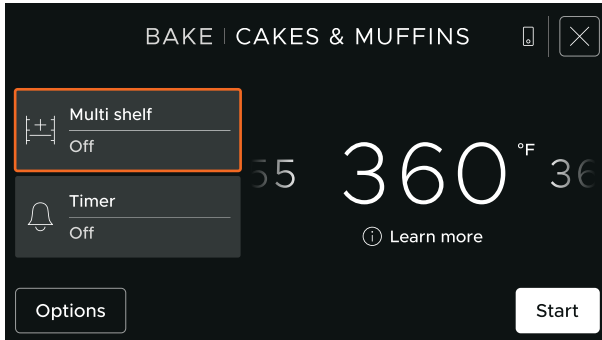 BAKE | CAKES & MUFFINS
Multi shelf
Off
55 360 °F 36
Timer
Off
Learn more
Options
Start